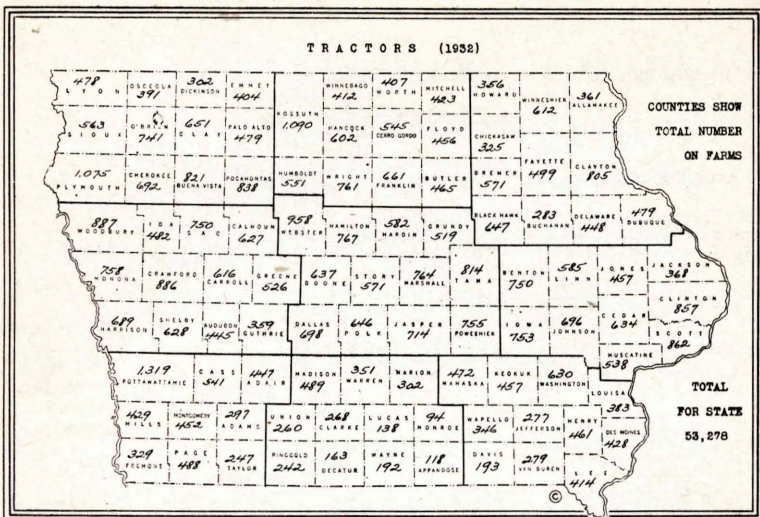 TRACTORS (1932)
COUNTIES SHOW
TOTAL NUMBER
ON FARMS
478 LYON
OSCEOLA 391
302 DICKINSON
EMMET 404
WINNEBAGO 412
407 WORTH
MITCHELL 423
356 HOWARD
WINNESHIEK 612
361 ALLAMAKEE
563 SIOUX
O'BRIEN 741
651 CLAY
PALO ALTO 479
KOSSUTH 1,090
HANCOCK 602
545 CERRO GORDO
FLOYD 456
CHICKASAW 325
1,075 PLYMOUTH
CHEROKEE 692
821 BUENA VISTA
POCAHONTAS 838
HUMBOLDT 551
WRIGHT 761
661 FRANKLIN
BUTLER 465
BREMER 571
FAYETTE 499
CLAYTON 805
887 WOODBURY
IDA 482
750 SAC
CALHOUN 627
958 WEBSTER
HAMILTON 767
582 HARDIN
GRUNDY 519
BLACK HAWK 647
283 BUCHANAN
DELAWARE 448
479 DUBUQUE
758 MONONA
CRAWFORD 886
616 CARROLL
GREENE 526
637 BOONE
STORY 571
764 MARSHALL
814 TAMA
BENTON 750
585 LINN
JONES 457
JACKSON 368
CLINTON 857
689 HARRISON
SHELBY 628
AUDUBON 445
359 GUTHRIE
DALLAS 698
646 POLK
JASPER 714
755 POWESHIEK
IOWA 753
696 JOHNSON
CEDAR 634
SCOTT 862
MUSCATINE 538
1,319 POTTAWATTAMIE
CASS 541
447 ADAIR
MADISON 489
351 WARREN
MARION 302
472 MAHASKA
KEOKUK 457
630 WASHINGTON
LOUISA 383
429 MILLS
MONTGOMERY 452
297 ADAMS
UNION 260
268 CLARKE
LUCAS 138
94 MONROE
WAPELLO 346
277 JEFFERSON
HENRY 461
DES MOINES 428
329 FREMONT
PAGE 488
247 TAYLOR
RINGGOLD 242
163 DECATUR
WAYNE 192
118 APPANOOSE
DAVIS 193
279 VAN BUREN
LEE 414
TOTAL
FOR STATE
53,278
©